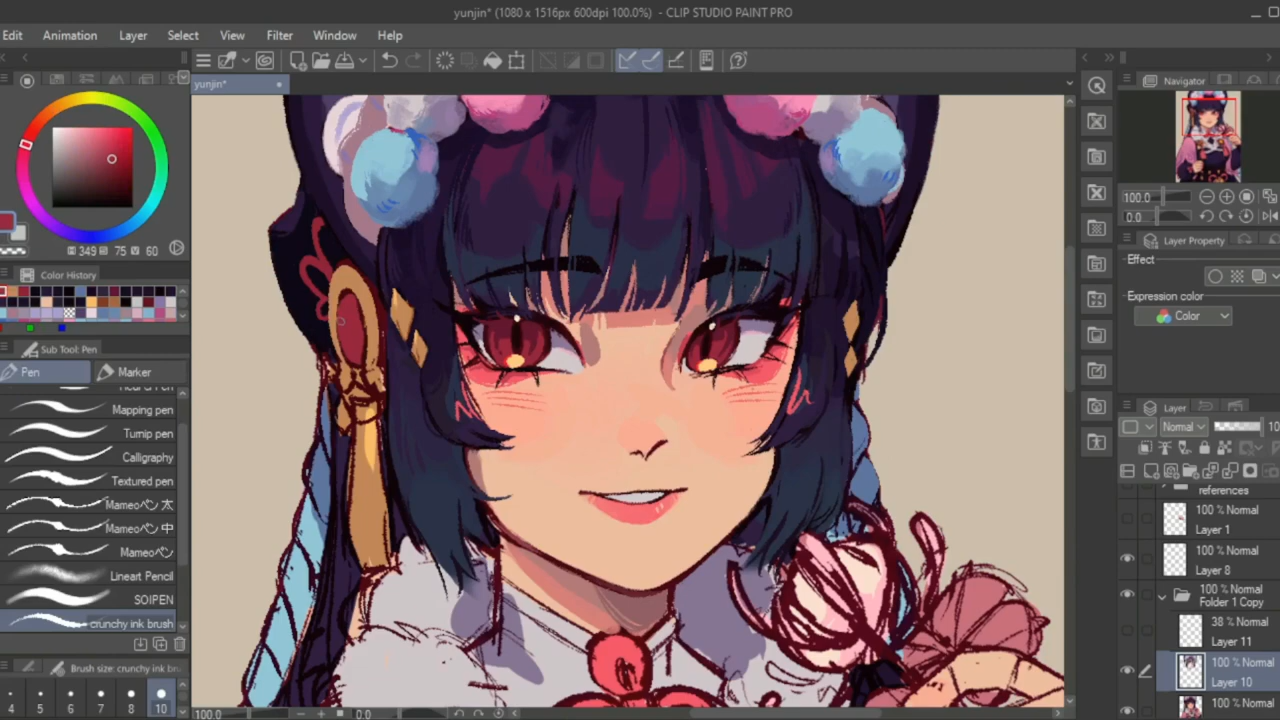 yunjin* (1080 x 1516px 600dpi 100.0%) - CLIP STUDIO PAINT PRO
Edit Animation Layer Select View Filter Window Help
yunjin*
Navigator
100.0
0.0
349 75 60
Layer Property
Effect
Color History
Expression color
Color
Sub Tool: Pen
Pen Marker
Mapping pen
Turnip pen
Calligraphy
Textured pen
Mameoペン 太
Mameoペン 中
Mameoペン
Lineart Pencil
SOIPEN
crunchy ink brush
Brush size: crunchy ink bru
4 5 6 7 8 10
100.0 0.0
Layer
Normal 10
references
100 % Normal
Layer 1
100 % Normal
Layer 8
100 % Normal
Folder 1 Copy
38 % Normal
Layer 11
100 % Normal
Layer 10
100 % Normal